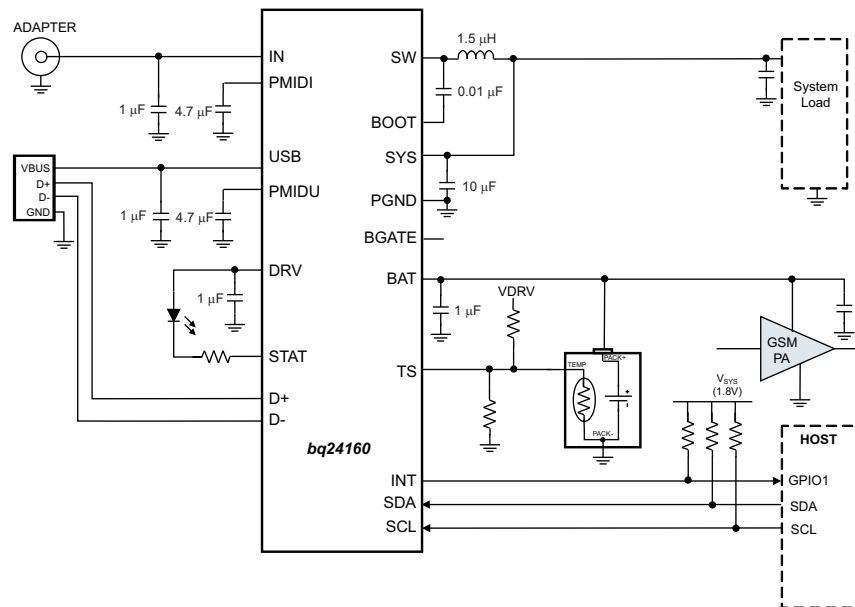 ADAPTER
IN
PMIDI
1 μF
4.7 μF
VBUS
D+
D-
GND
USB
PMIDU
1 μF
4.7 μF
DRV
1 μF
STAT
D+
D-
bq24160
SW
1.5 μH
0.01 μF
BOOT
SYS
10 μF
PGND
BGATE
BAT
1 μF
VDRV
TS
TEMP
PACK+
PACK-
System
Load
GSM
PA
VSYS
(1.8V)
HOST
INT
GPIO1
SDA
SDA
SCL
SCL